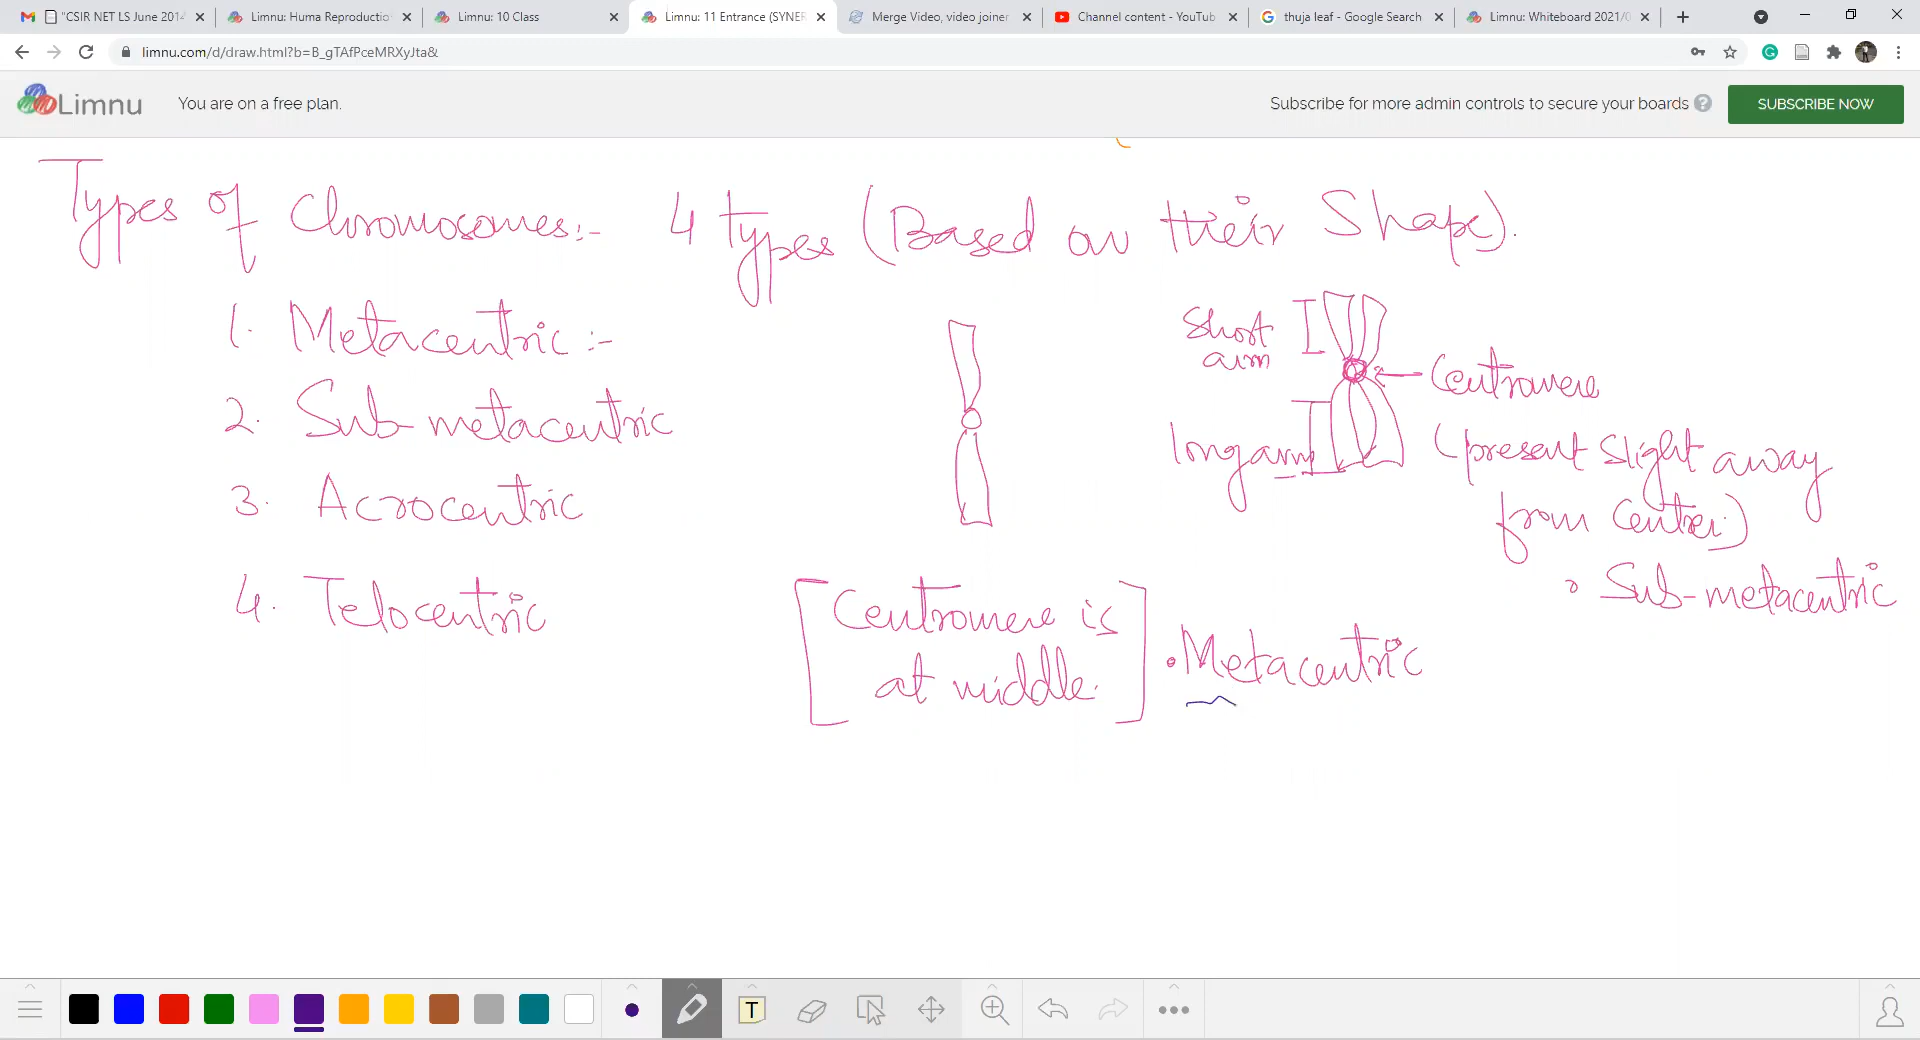 "CSIR NET LS June 2014
Limnu: Huma Reproductio
Limnu: 10 Class
Limnu: 11 Entrance (SYNER
Merge Video, video joiner
Channel content - YouTub
thuja leaf - Google Search
Limnu: Whiteboard 2021/0
limnu.com/d/draw.html?b=B_gTAfPceMRXyJta&
Limnu
You are on a free plan.
Subscribe for more admin controls to secure your boards ?
SUBSCRIBE NOW
Types of Chromosomes:- 4 types (Based on their Shape).
1. Metacentric :-
2. Sub-metacentric
3. Acrocentric
4. Telocentric
[Centromere is
at middle.]
• Metacentric
Short
arm
long arm
Centromere
(present slight away
from Center.)
• Sub-metacentric
T